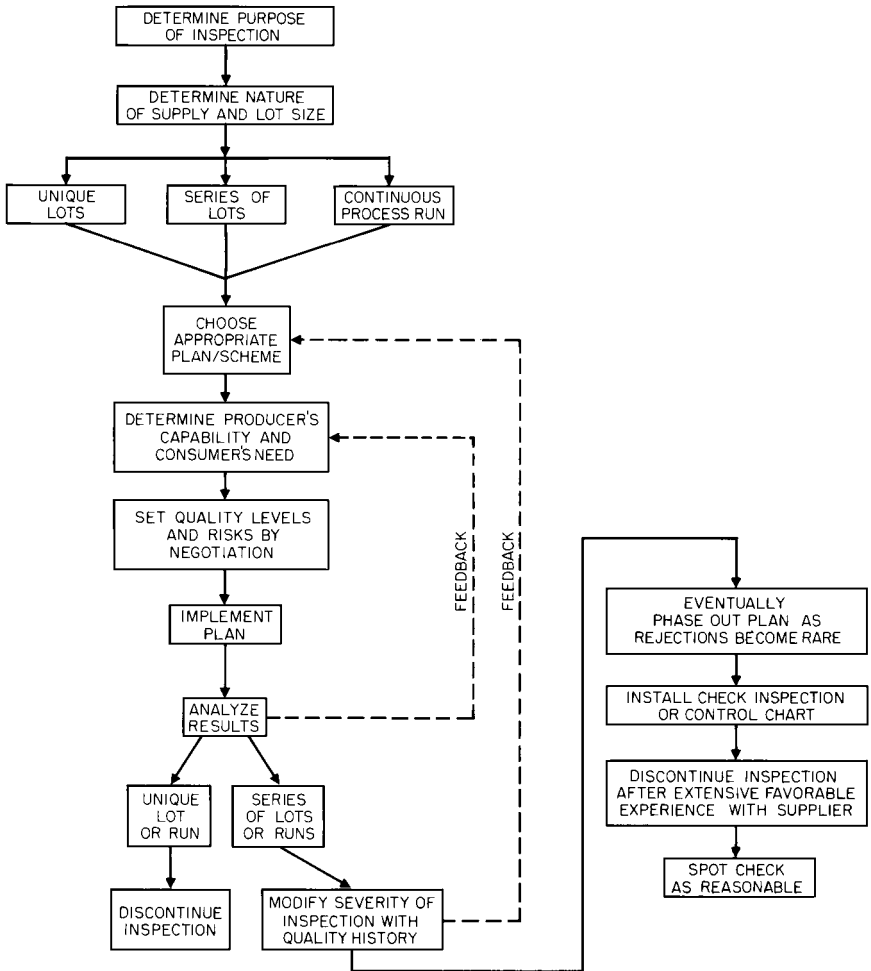 DETERMINE PURPOSE
OF INSPECTION
DETERMINE NATURE
OF SUPPLY AND LOT SIZE
UNIQUE
LOTS
SERIES OF
LOTS
CONTINUOUS
PROCESS RUN
CHOOSE
APPROPRIATE
PLAN/SCHEME
DETERMINE PRODUCER'S
CAPABILITY AND
CONSUMER'S NEED
SET QUALITY LEVELS
AND RISKS BY
NEGOTIATION
IMPLEMENT
PLAN
ANALYZE
RESULTS
FEEDBACK
FEEDBACK
UNIQUE
LOT
OR RUN
SERIES
OF LOTS
OR RUNS
DISCONTINUE
INSPECTION
MODIFY SEVERITY OF
INSPECTION WITH
QUALITY HISTORY
EVENTUALLY
PHASE OUT PLAN AS
REJECTIONS BECOME RARE
INSTALL CHECK INSPECTION
OR CONTROL CHART
DISCONTINUE INSPECTION
AFTER EXTENSIVE FAVORABLE
EXPERIENCE WITH SUPPLIER
SPOT CHECK
AS REASONABLE